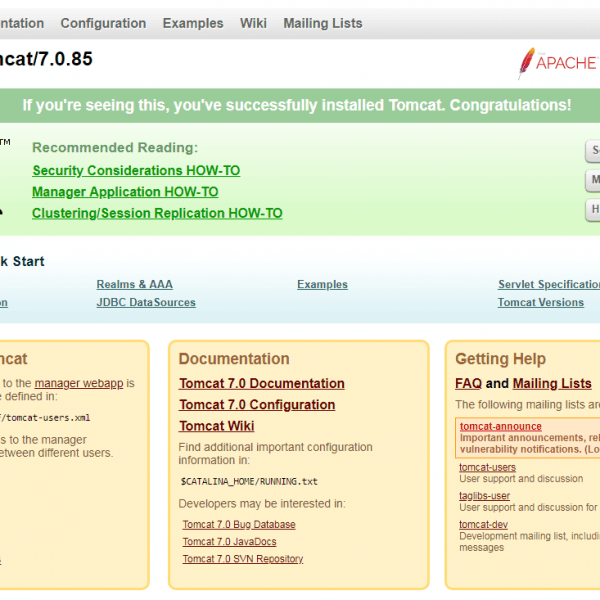 ntation Configuration Examples Wiki Mailing Lists
ncat/7.0.85
APACHE
If you're seeing this, you've successfully installed Tomcat. Congratulations!
TM
Recommended Reading:
Security Considerations HOW-TO
Manager Application HOW-TO
Clustering/Session Replication HOW-TO
S
M
H
k Start
Realms & AAA Examples Servlet Specification
on JDBC DataSources Tomcat Versions
ncat
to the manager webapp is
e defined in:
/tomcat-users.xml
s to the manager
etween different users.
s
Documentation
Tomcat 7.0 Documentation
Tomcat 7.0 Configuration
Tomcat Wiki
Find additional important configuration
information in:
$CATALINA_HOME/RUNNING.txt
Developers may be interested in:
Tomcat 7.0 Bug Database
Tomcat 7.0 JavaDocs
Tomcat 7.0 SVN Repository
Getting Help
FAQ and Mailing Lists
The following mailing lists are
tomcat-announce
Important announcements, rel
vulnerability notifications. (Lo
tomcat-users
User support and discussion
taglibs-user
User support and discussion for
tomcat-dev
Development mailing list, includi
messages